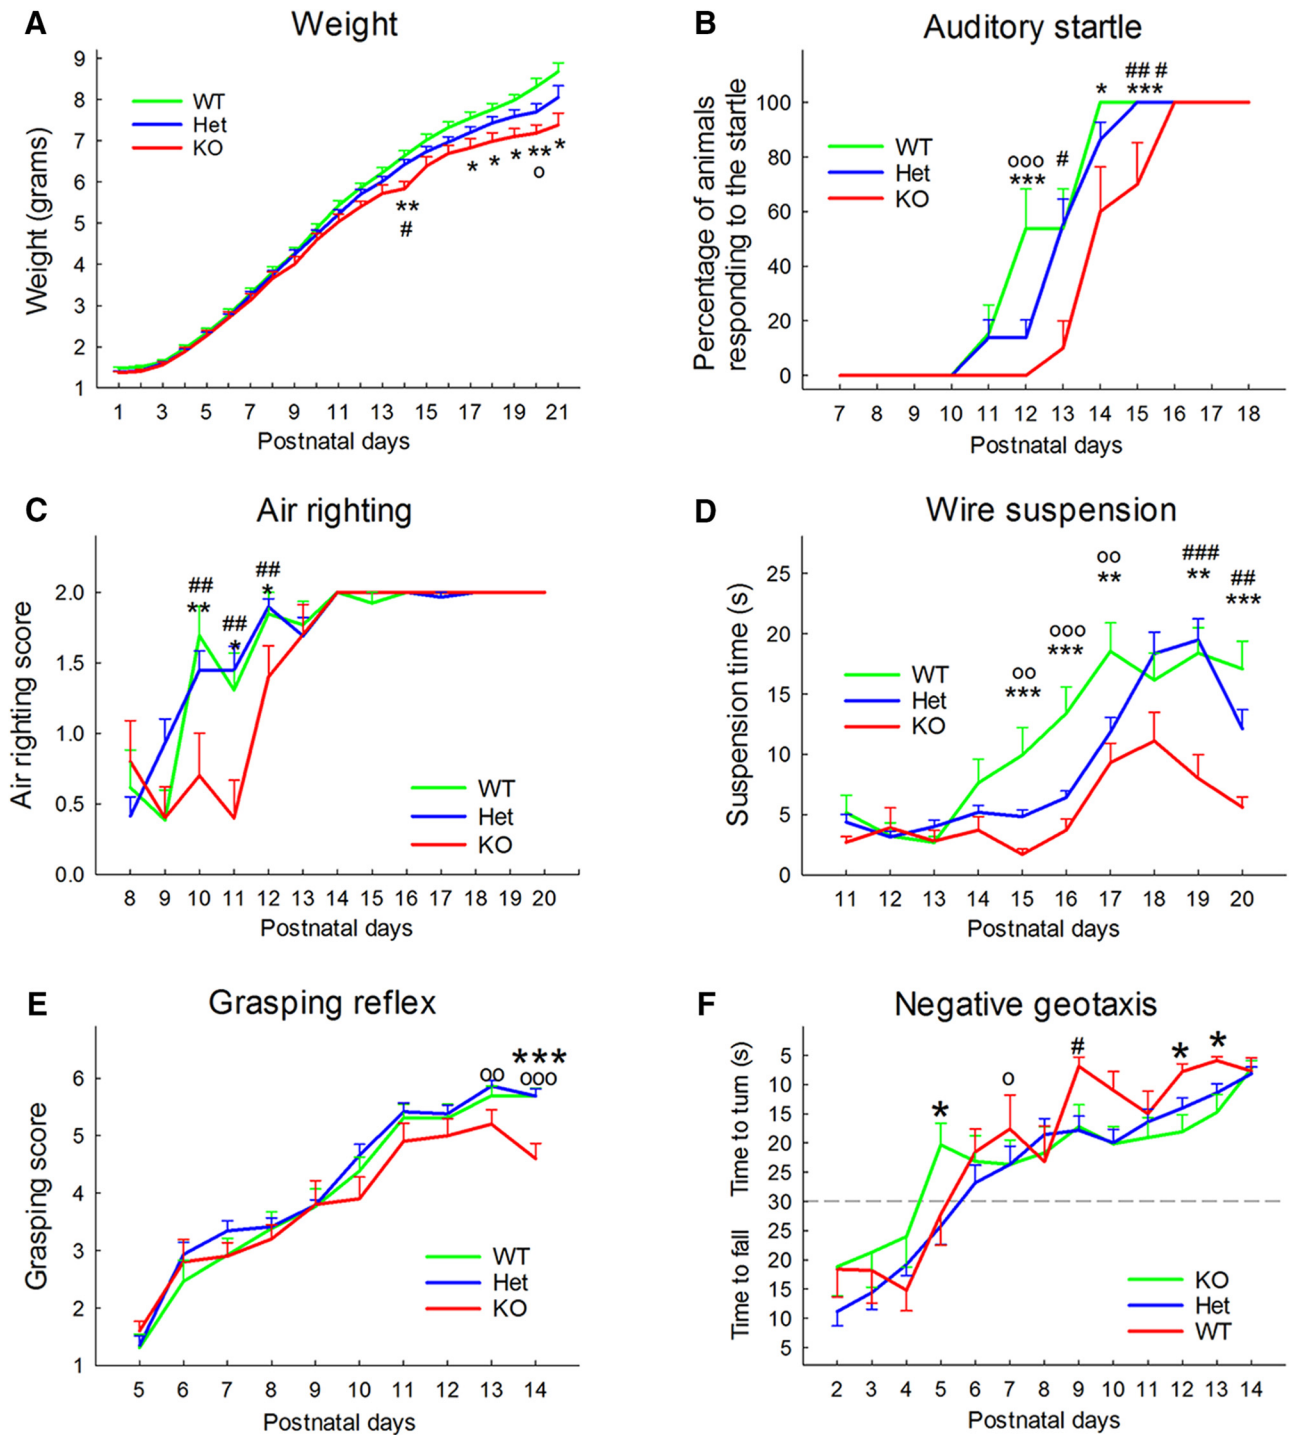 A
Weight
9
8
7
6
5
4
3
2
1
Weight (grams)
WT
Het
KO
**
#
*
*
*
**
o
*
1 3 5 7 9 11 13 15 17 19 21
Postnatal days
B
Auditory startle
100
80
60
40
20
0
Percentage of animals
responding to the startle
WT
Het
KO
ooo
***
#
*
## #
***
7 8 9 10 11 12 13 14 15 16 17 18
Postnatal days
C
Air righting
2.0
1.5
1.0
0.5
0.0
Air righting score
##
**
##
*
##
*
WT
Het
KO
8 9 10 11 12 13 14 15 16 17 18 19 20
Postnatal days
D
Wire suspension
25
20
15
10
5
0
Suspension time (s)
WT
Het
KO
oo
***
ooo
***
oo
**
###
**
##
***
11 12 13 14 15 16 17 18 19 20
Postnatal days
E
Grasping reflex
6
5
4
3
2
1
Grasping score
oo
***
ooo
WT
Het
KO
5 6 7 8 9 10 11 12 13 14
Postnatal days
F
Negative geotaxis
5
10
15
20
25
30
25
20
15
10
5
Time to turn (s)
Time to fall
*
o
#
*
*
KO
Het
WT
2 3 4 5 6 7 8 9 10 11 12 13 14
Postnatal days